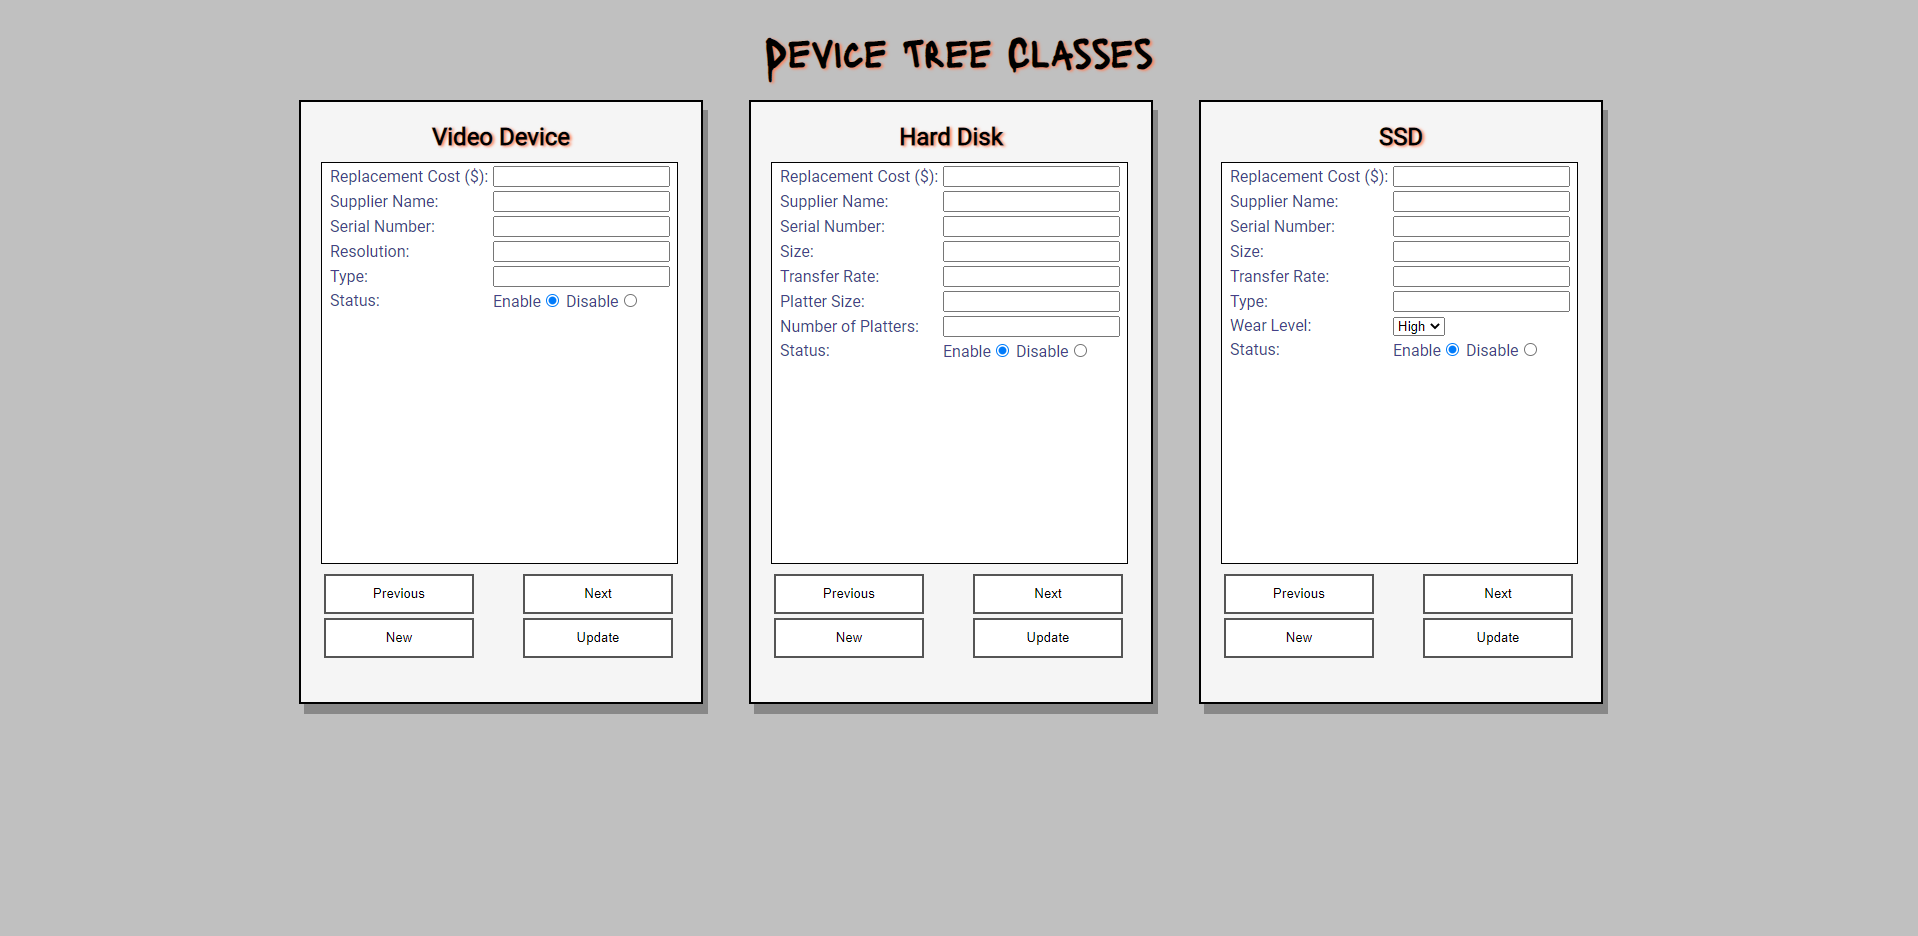 Device Tree Classes
Video Device
Replacement Cost ($):
Supplier Name:
Serial Number:
Resolution:
Type:
Status: Enable Disable
Previous Next
New Update
Hard Disk
Replacement Cost ($):
Supplier Name:
Serial Number:
Size:
Transfer Rate:
Platter Size:
Number of Platters:
Status: Enable Disable
Previous Next
New Update
SSD
Replacement Cost ($):
Supplier Name:
Serial Number:
Size:
Transfer Rate:
Type:
Wear Level: High
Status: Enable Disable
Previous Next
New Update